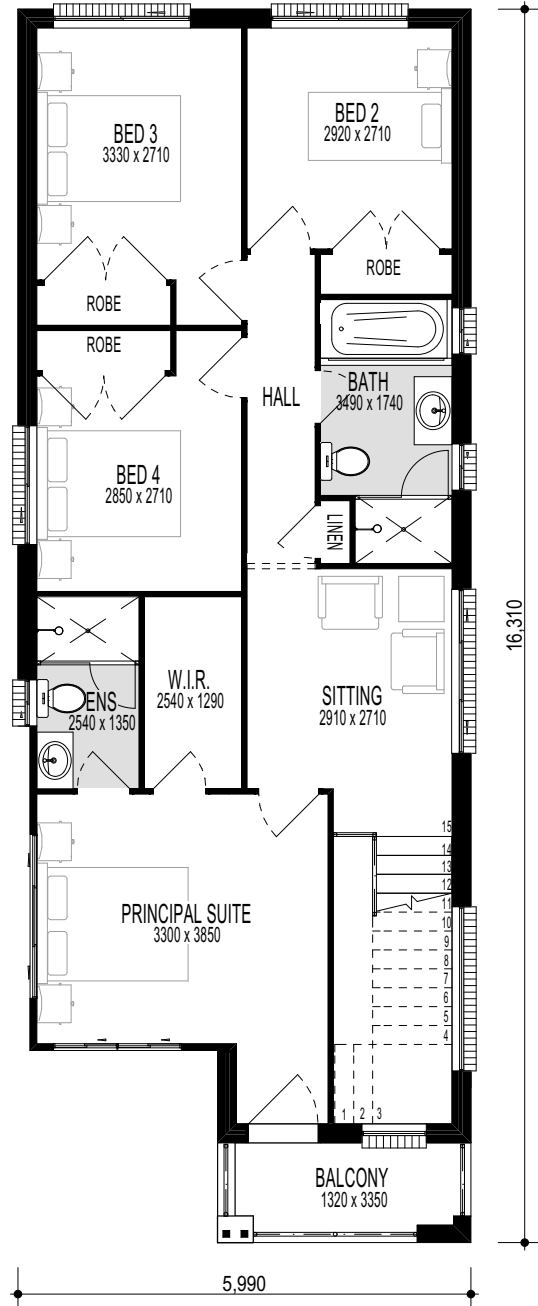 BED 3
3330 x 2710
BED 2
2920 x 2710
ROBE
ROBE
ROBE
BATH
3490 x 1740
HALL
BED 4
2850 x 2710
LINEN
16,310
W.I.R.
2540 x 1290
ENS
2540 x 1350
SITTING
2910 x 2710
15
14
13
12
11
10
9
8
7
6
5
4
PRINCIPAL SUITE
3300 x 3850
1 2 3
BALCONY
1320 x 3350
5,990